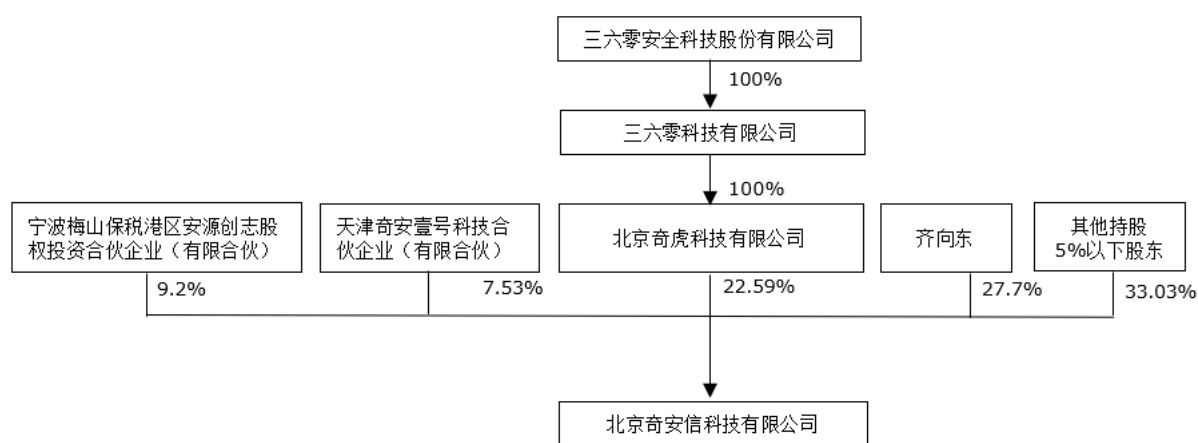 三六零安全科技股份有限公司
100%
三六零科技有限公司
100%
宁波梅山保税港区安源创志股
权投资合伙企业（有限合伙）
天津奇安壹号科技合
伙企业（有限合伙）
北京奇虎科技有限公司
齐向东
其他持股
5%以下股东
9.2%
7.53%
22.59%
27.7%
33.03%
北京奇安信科技有限公司